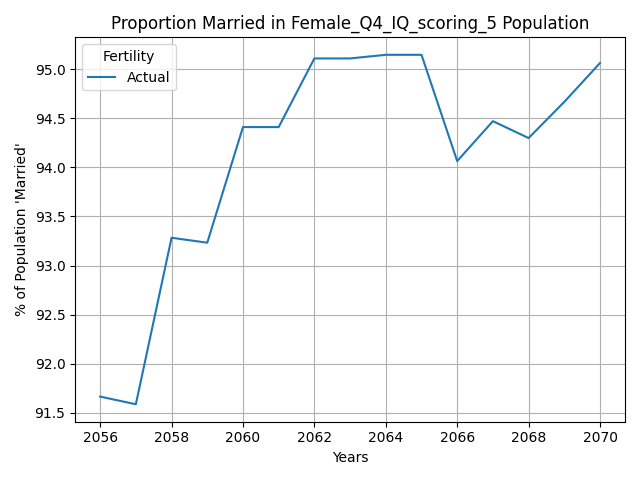 Proportion Married in Female_Q4_IQ_scoring_5 Population
Fertility
Actual
% of Population 'Married'
95.0
94.5
94.0
93.5
93.0
92.5
92.0
91.5
2056 2058 2060 2062 2064 2066 2068 2070
Years